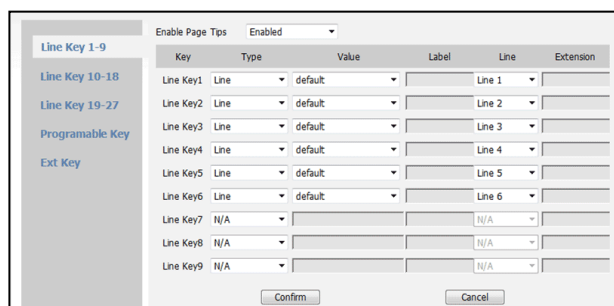 Enable Page Tips Enabled
Line Key 1-9
Line Key 10-18
Line Key 19-27
Programable Key
Ext Key
Key Type Value Label Line Extension
Line Key1 Line default Line 1
Line Key2 Line default Line 2
Line Key3 Line default Line 3
Line Key4 Line default Line 4
Line Key5 Line default Line 5
Line Key6 Line default Line 6
Line Key7 N/A N/A
Line Key8 N/A N/A
Line Key9 N/A N/A
Confirm Cancel